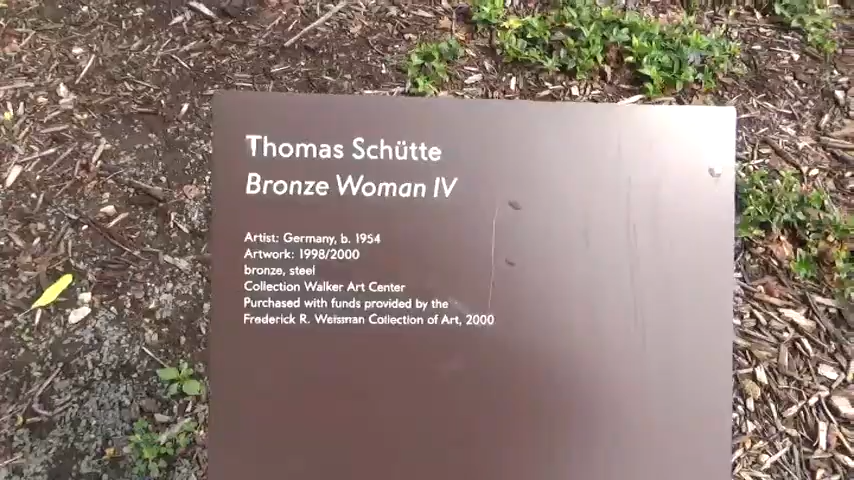 Thomas Schütte
Bronze Woman IV
Artist: Germany, b. 1954
Artwork: 1998/2000
bronze, steel
Collection Walker Art Center
Purchased with funds provided by the
Frederick R. Weisman Collection of Art, 2000